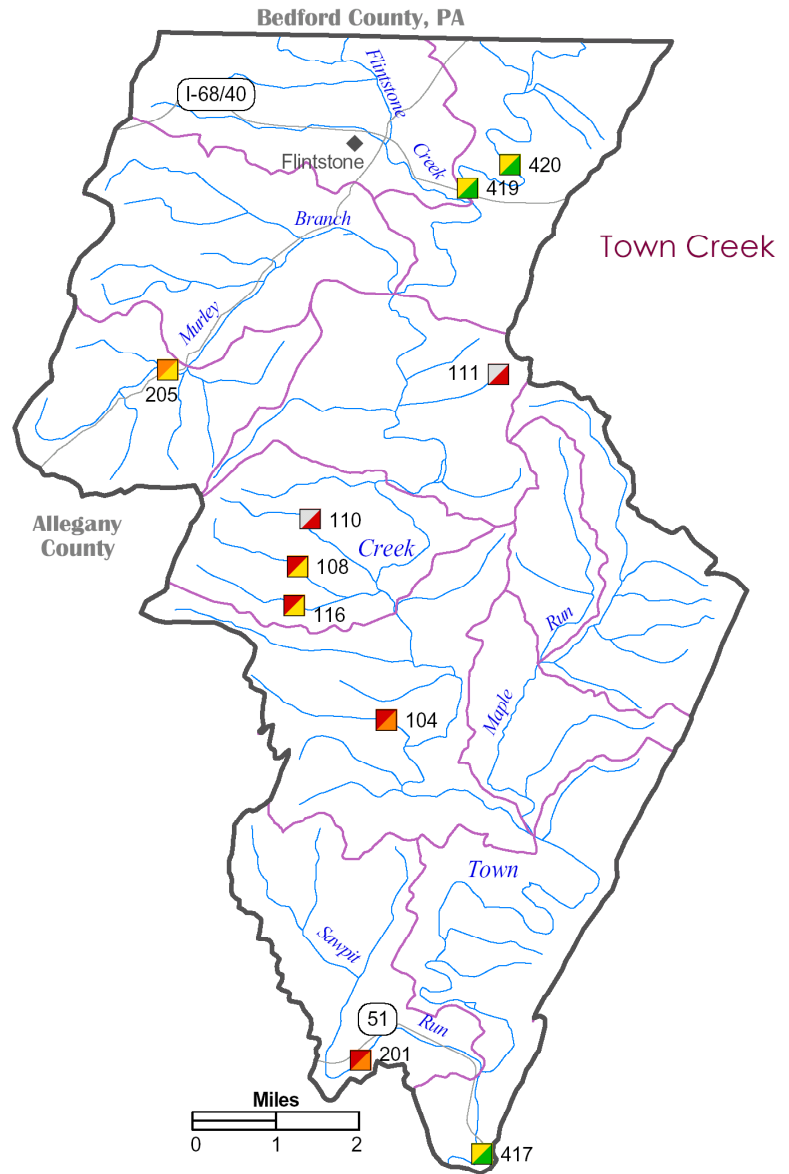 Bedford County, PA
Flintstone
Creek
I-68/40
Flintstone
420
419
Branch
Town Creek
Murley
111
205
110
Allegany
County
Creek
108
116
Run
Maple
104
Town
Sawpit
51
Run
201
Miles
0 1 2
417